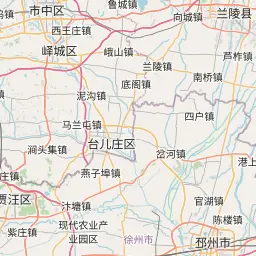 鲁城镇
向城镇
兰陵县
市中区
西王庄镇
峄城区
峨山镇
芦柞镇
兰陵镇
南桥镇
底阁镇
泥沟镇
四户镇
马兰屯镇
台儿庄区
涧头集镇
岔河镇
港上
燕子埠镇
贾汪区
汴塘镇
官湖镇
陈楼镇
现代农业产
业园区
紫庄镇
徐州市
邳州市